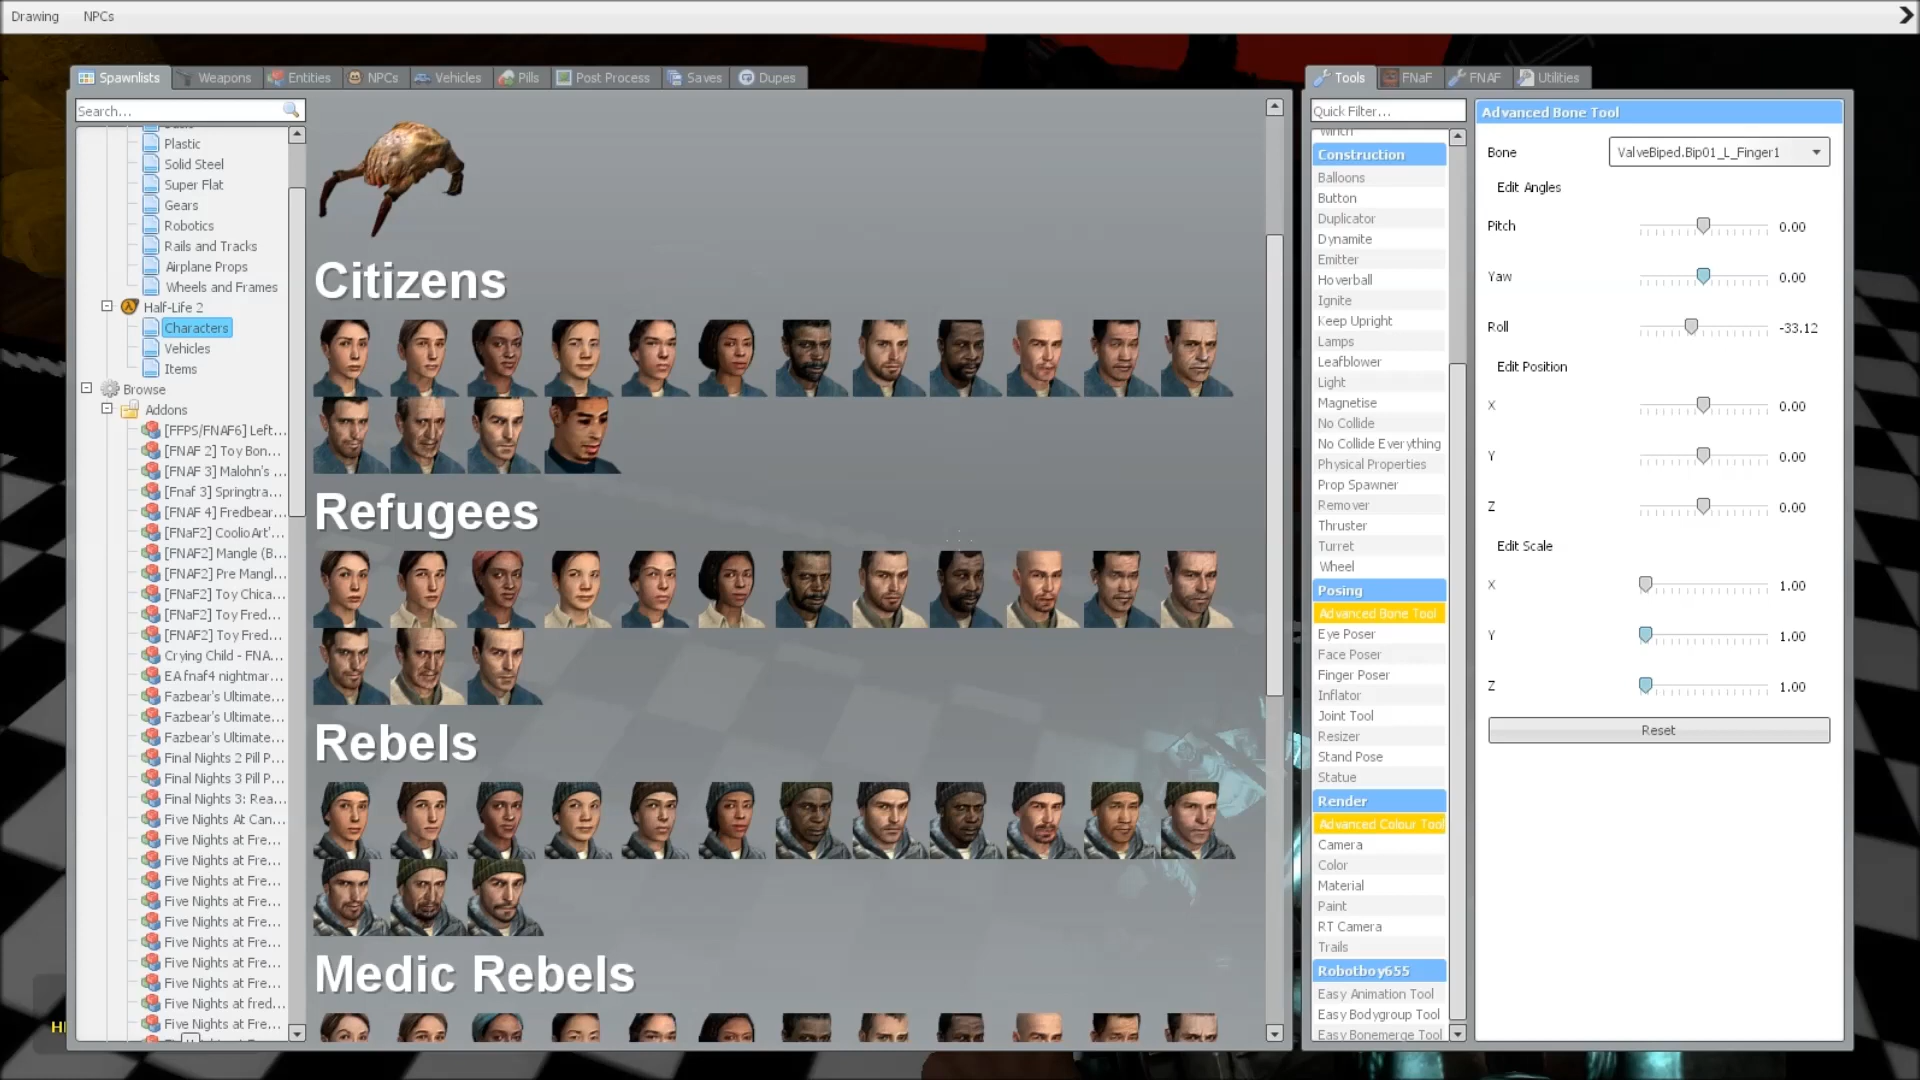 Drawing NPCs
Spawnlists Weapons Entities NPCs Vehicles Pills Post Process Saves Dupes
Search...
Plastic
Solid Steel
Super Flat
Gears
Robotics
Rails and Tracks
Airplane Props
Wheels and Frames
Half-Life 2
Characters
Vehicles
Items
Browse
Addons
[FFPS/FNAF6] Left...
[FNAF 2] Toy Bon...
[FNAF 3] Malohn's ...
[Fnaf 3] Springtra...
[FNAF 4] Fredbear...
[FNaF2] CoolioArt'...
[FNAF2] Mangle (B...
[FNAF2] Pre Mangl...
[FNaF2] Toy Chica...
[FNaF2] Toy Fred...
[FNAF2] Toy Fred...
Crying Child - FNA...
EA fnaf4 nightmar...
Fazbear's Ultimate...
Fazbear's Ultimate...
Fazbear's Ultimate...
Final Nights 2 Pill P...
Final Nights 3 Pill P...
Final Nights 3: Rea...
Five Nights At Can...
Five Nights at Fre...
Five Nights at Fre...
Five Nights at Fre...
Five Nights at Fre...
Five Nights at Fre...
Five Nights at Fre...
Five Nights at Fre...
Five Nights at Fre...
Five Nights at fred...
Five Nights at Fre...
Citizens
Refugees
Rebels
Medic Rebels
Tools FNaF FNAF Utilities
Quick Filter...
Winch
Construction
Balloons
Button
Duplicator
Dynamite
Emitter
Hoverball
Ignite
Keep Upright
Lamps
Leafblower
Light
Magnetise
No Collide
No Collide Everything
Physical Properties
Prop Spawner
Remover
Thruster
Turret
Wheel
Posing
Advanced Bone Tool
Eye Poser
Face Poser
Finger Poser
Inflator
Joint Tool
Resizer
Stand Pose
Statue
Render
Advanced Colour Tool
Camera
Color
Material
Paint
RT Camera
Trails
Robotboy655
Easy Animation Tool
Easy Bodygroup Tool
Easy Bonemerge Tool
Advanced Bone Tool
Bone ValveBiped.Bip01_L_Finger1
Edit Angles
Pitch 0.00
Yaw 0.00
Roll -33.12
Edit Position
X 0.00
Y 0.00
Z 0.00
Edit Scale
X 1.00
Y 1.00
Z 1.00
Reset